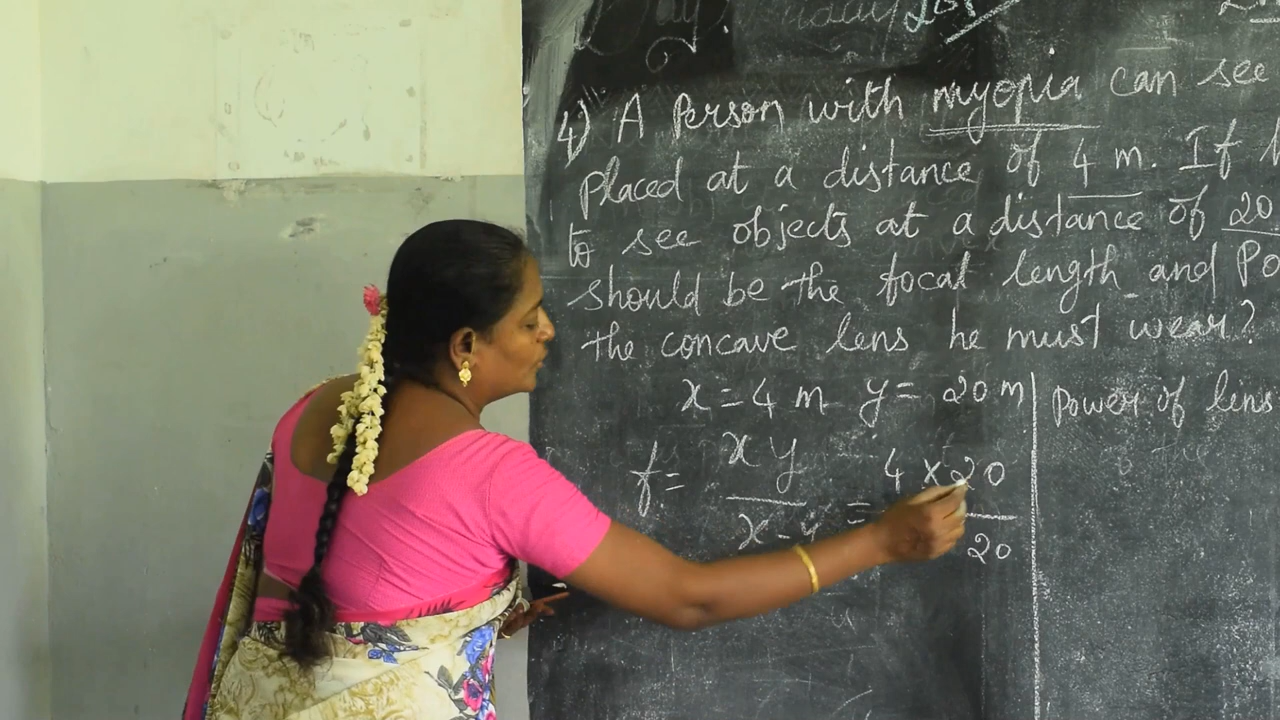 4) A Person with myopia can see
placed at a distance of 4 m. If h
to see objects at a distance of 20
should be the focal length and Po
the concave lens he must wear?
x = 4 m y = 20 m
Power of lens
f = x y / x - y = 4 x 20 / 20